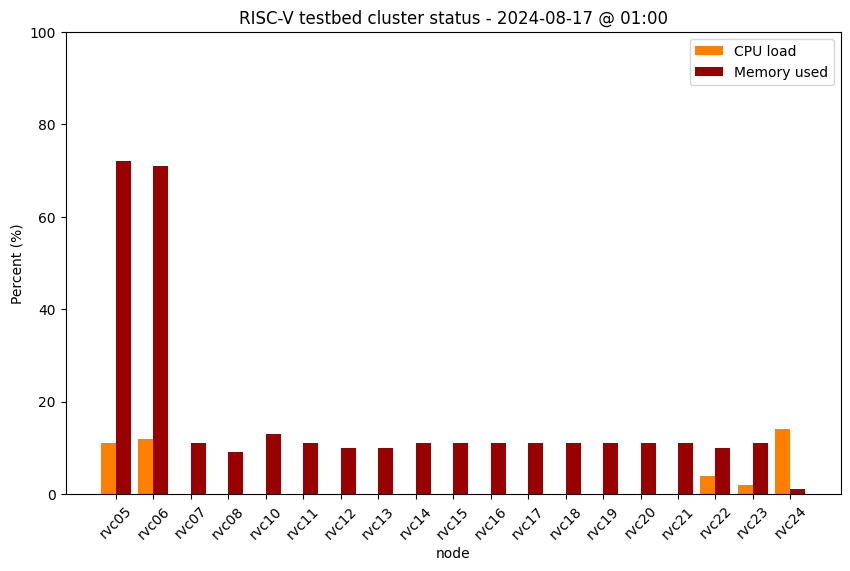 RISC-V testbed cluster status - 2024-08-17 @ 01:00
CPU load
Memory used
Percent (%)
100
80
60
40
20
0
rvc05 rvc06 rvc07 rvc08 rvc10 rvc11 rvc12 rvc13 rvc14 rvc15 rvc16 rvc17 rvc18 rvc19 rvc20 rvc21 rvc22 rvc23 rvc24
node